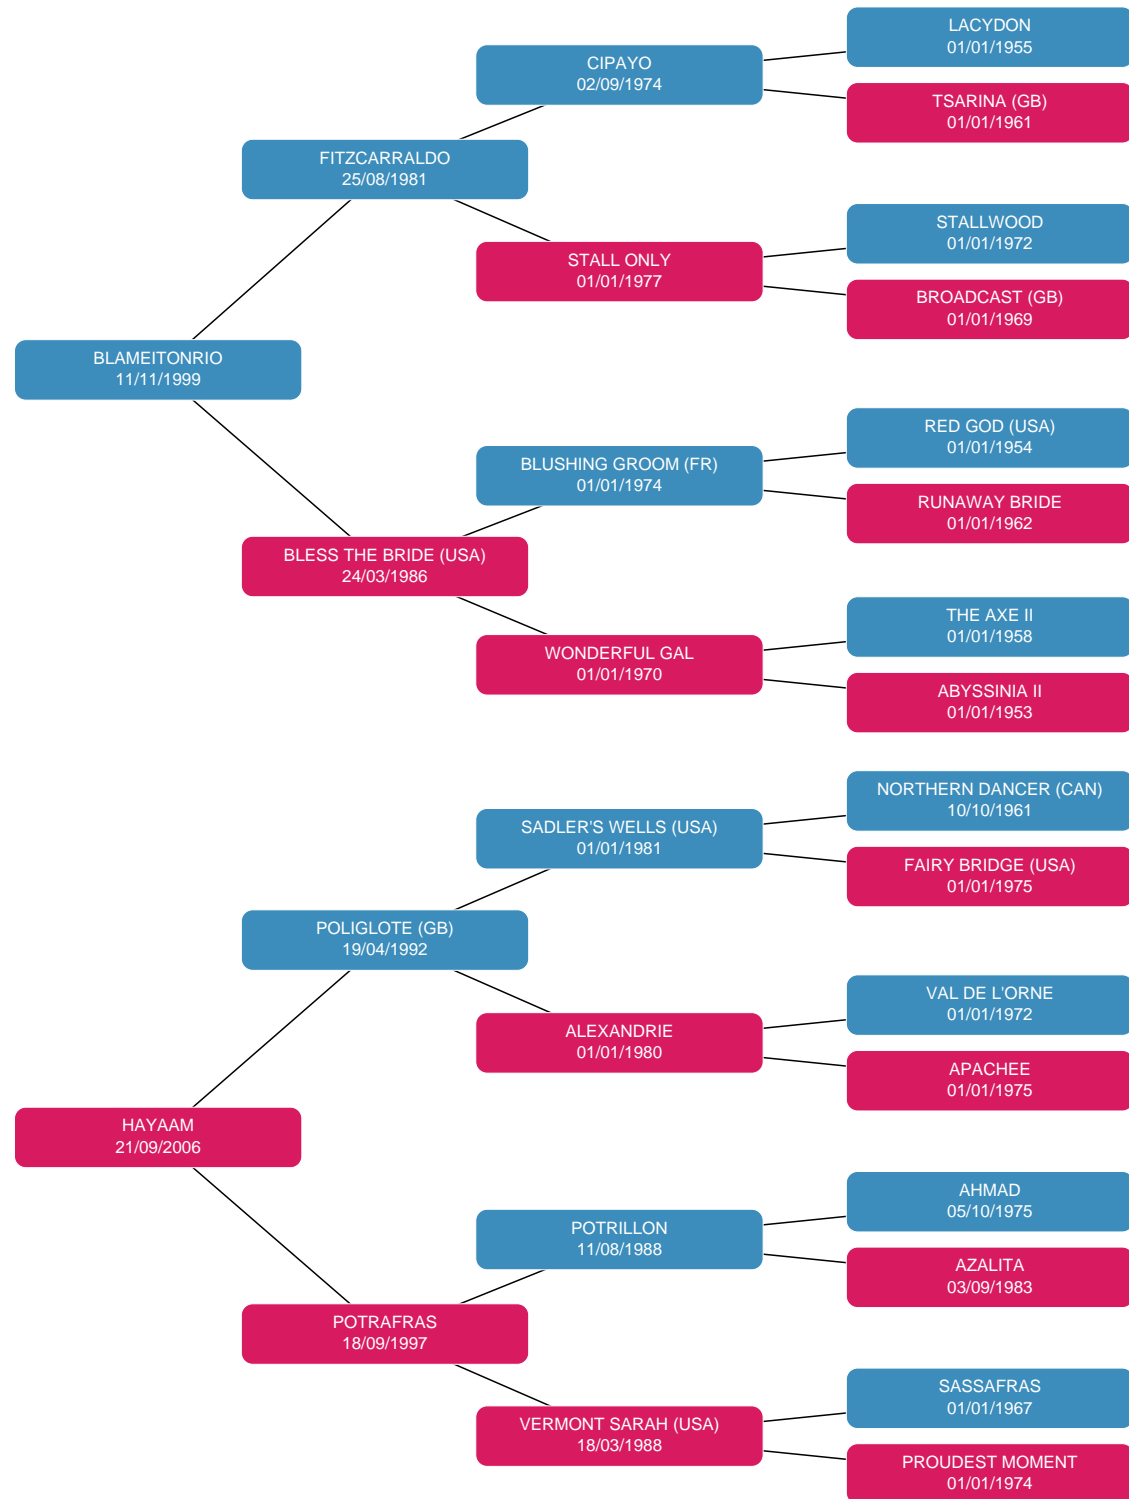 LACYDON
01/01/1955
CIPAYO
02/09/1974
TSARINA (GB)
01/01/1961
FITZCARRALDO
25/08/1981
STALLWOOD
01/01/1972
STALL ONLY
01/01/1977
BROADCAST (GB)
01/01/1969
BLAMEITONRIO
11/11/1999
RED GOD (USA)
01/01/1954
BLUSHING GROOM (FR)
01/01/1974
RUNAWAY BRIDE
01/01/1962
BLESS THE BRIDE (USA)
24/03/1986
THE AXE II
01/01/1958
WONDERFUL GAL
01/01/1970
ABYSSINIA II
01/01/1953
NORTHERN DANCER (CAN)
10/10/1961
SADLER'S WELLS (USA)
01/01/1981
FAIRY BRIDGE (USA)
01/01/1975
POLIGLOTE (GB)
19/04/1992
VAL DE L'ORNE
01/01/1972
ALEXANDRIE
01/01/1980
APACHEE
01/01/1975
HAYAAM
21/09/2006
AHMAD
05/10/1975
POTRILLON
11/08/1988
AZALITA
03/09/1983
POTRAFRAS
18/09/1997
SASSAFRAS
01/01/1967
VERMONT SARAH (USA)
18/03/1988
PROUDEST MOMENT
01/01/1974